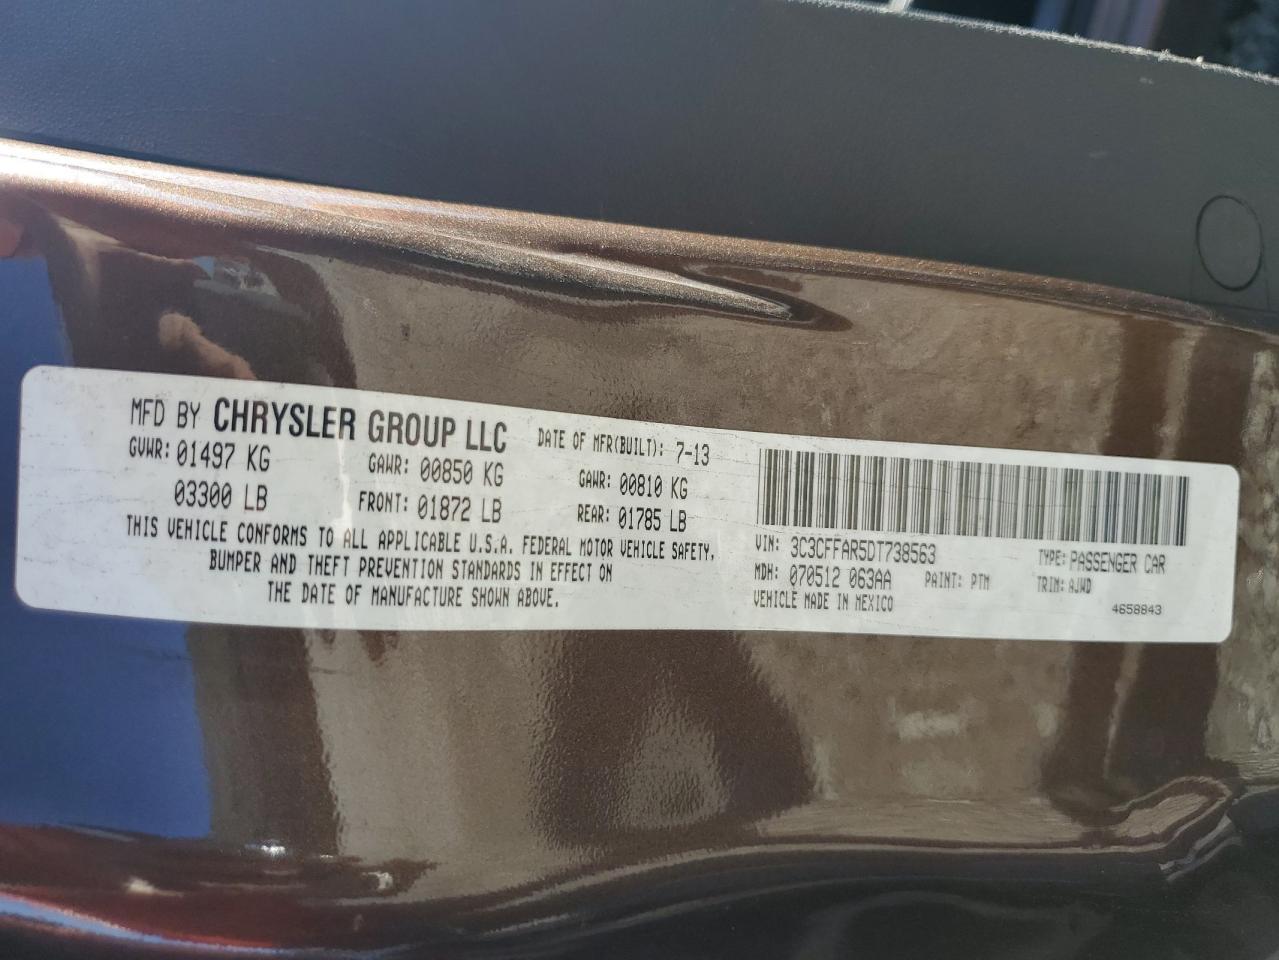 MFD BY CHRYSLER GROUP LLC DATE OF MFR(BUILT): 7-13
GVWR: 01497 KG GAWR: 00850 KG GAWR: 00810 KG
03300 LB FRONT: 01872 LB REAR: 01785 LB
THIS VEHICLE CONFORMS TO ALL APPLICABLE U.S.A. FEDERAL MOTOR VEHICLE SAFETY,
BUMPER AND THEFT PREVENTION STANDARDS IN EFFECT ON
THE DATE OF MANUFACTURE SHOWN ABOVE.
VIN: 3C3CFFAR5DT738563 TYPE: PASSENGER CAR
MDH: 070512 063AA PAINT: PTM TRIM: AJWD
VEHICLE MADE IN MEXICO 4658843